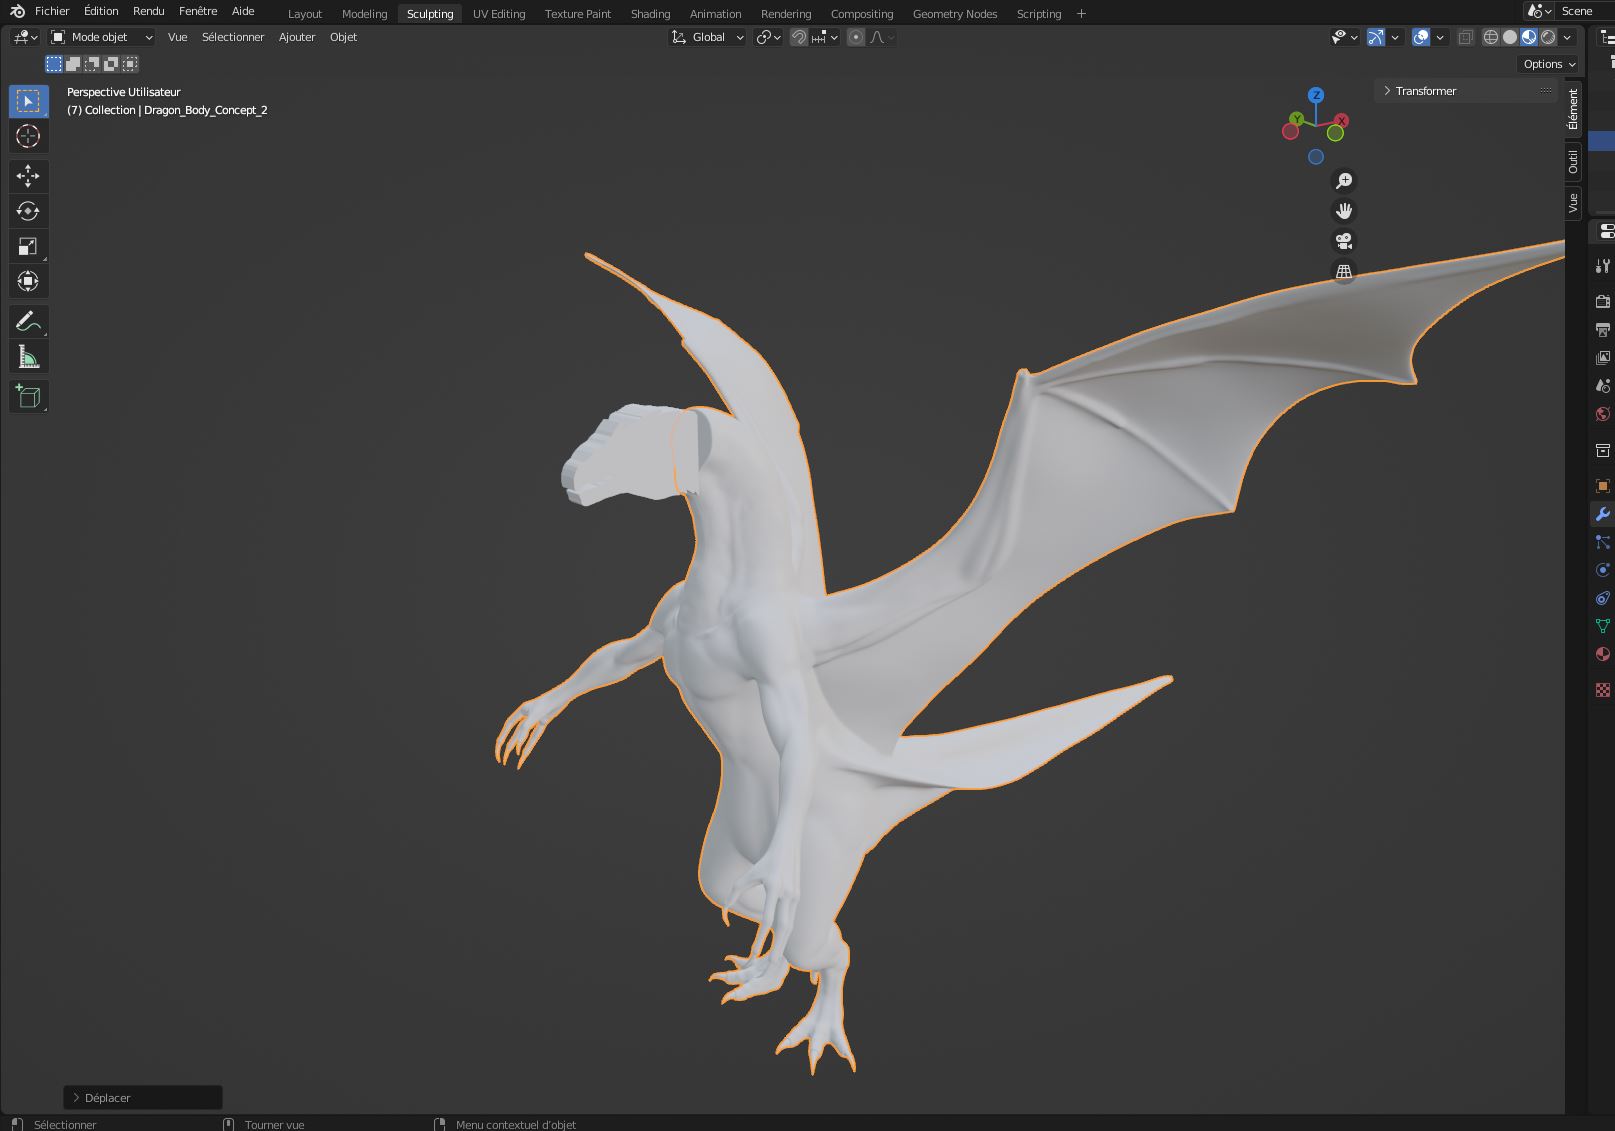 Fichier Édition Rendu Fenêtre Aide Layout Modeling Sculpting UV Editing Texture Paint Shading Animation Rendering Compositing Geometry Nodes Scripting + Scene
Mode objet Vue Sélectionner Ajouter Objet Global
Options
Perspective Utilisateur
(7) Collection | Dragon_Body_Concept_2
Transformer
Élément
Outil
Vue
Z
Y
X
Déplacer
Sélectionner Tourner vue Menu contextuel d'objet